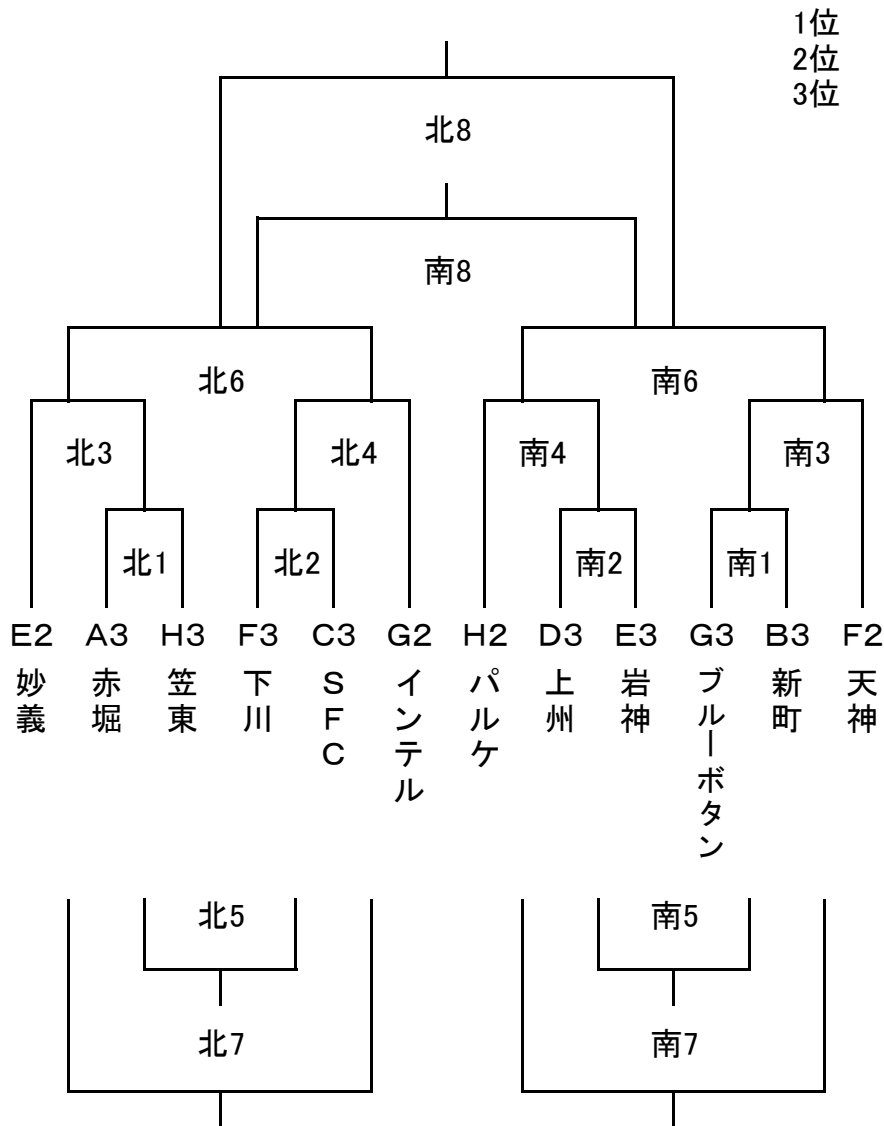 1位
2位
3位
北8
南8
北6
南6
北3
北4
南4
南3
北1
北2
南2
南1
E2
A3
H3
F3
C3
G2
H2
D3
E3
G3
B3
F2
妙義
赤堀
笠東
下川
SFC
インテル
パルケ
上州
岩神
ブルーボタン
新町
天神
北5
南5
北7
南7